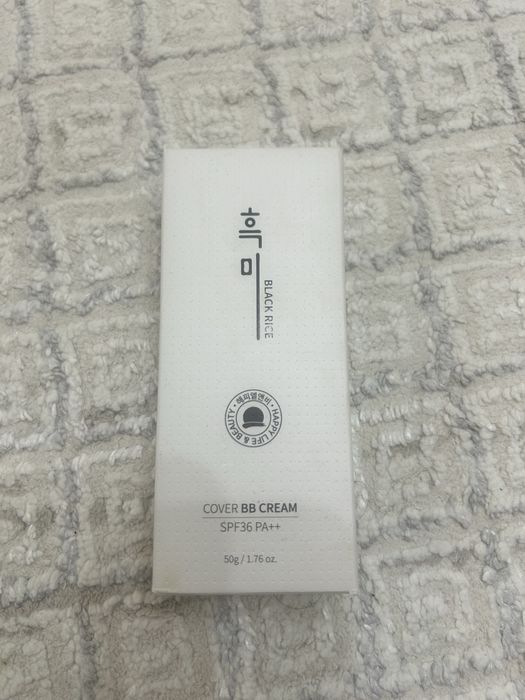 흑미
BLACK RICE
해피엘앤비 · HAPPY LIFE & BEAUTY ·
COVER BB CREAM
SPF36 PA++
50g / 1.76 oz.